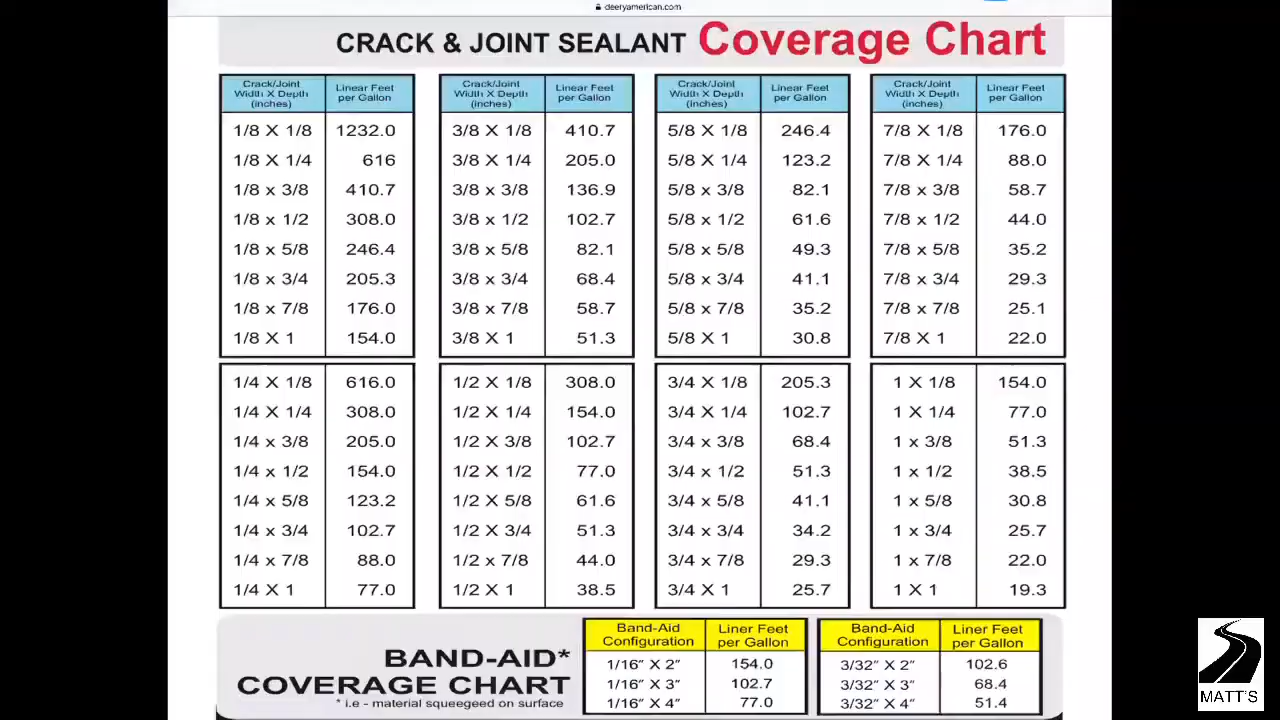 deeryamerican.com
CRACK & JOINT SEALANT Coverage Chart
Crack/Joint Width X Depth (inches) Linear Feet per Gallon
1/8 X 1/8 1232.0
1/8 X 1/4 616
1/8 x 3/8 410.7
1/8 x 1/2 308.0
1/8 x 5/8 246.4
1/8 x 3/4 205.3
1/8 x 7/8 176.0
1/8 X 1 154.0
Crack/Joint Width X Depth (inches) Linear Feet per Gallon
3/8 X 1/8 410.7
3/8 X 1/4 205.0
3/8 x 3/8 136.9
3/8 x 1/2 102.7
3/8 x 5/8 82.1
3/8 x 3/4 68.4
3/8 x 7/8 58.7
3/8 X 1 51.3
Crack/Joint Width X Depth (inches) Linear Feet per Gallon
5/8 X 1/8 246.4
5/8 X 1/4 123.2
5/8 x 3/8 82.1
5/8 x 1/2 61.6
5/8 X 5/8 49.3
5/8 X 3/4 41.1
5/8 X 7/8 35.2
5/8 X 1 30.8
Crack/Joint Width X Depth (inches) Linear Feet per Gallon
7/8 X 1/8 176.0
7/8 X 1/4 88.0
7/8 x 3/8 58.7
7/8 x 1/2 44.0
7/8 X 5/8 35.2
7/8 X 3/4 29.3
7/8 X 7/8 25.1
7/8 X 1 22.0
1/4 X 1/8 616.0
1/4 X 1/4 308.0
1/4 x 3/8 205.0
1/4 x 1/2 154.0
1/4 x 5/8 123.2
1/4 x 3/4 102.7
1/4 x 7/8 88.0
1/4 X 1 77.0
1/2 X 1/8 308.0
1/2 X 1/4 154.0
1/2 X 3/8 102.7
1/2 X 1/2 77.0
1/2 X 5/8 61.6
1/2 X 3/4 51.3
1/2 x 7/8 44.0
1/2 X 1 38.5
3/4 X 1/8 205.3
3/4 X 1/4 102.7
3/4 x 3/8 68.4
3/4 x 1/2 51.3
3/4 x 5/8 41.1
3/4 x 3/4 34.2
3/4 x 7/8 29.3
3/4 X 1 25.7
1 X 1/8 154.0
1 X 1/4 77.0
1 x 3/8 51.3
1 x 1/2 38.5
1 x 5/8 30.8
1 x 3/4 25.7
1 x 7/8 22.0
1 X 1 19.3
BAND-AID*
COVERAGE CHART
* i.e - material squeegeed on surface
Band-Aid Configuration Liner Feet per Gallon
1/16" X 2" 154.0
1/16" X 3" 102.7
1/16" X 4" 77.0
Band-Aid Configuration Liner Feet per Gallon
3/32" X 2" 102.6
3/32" X 3" 68.4
3/32" X 4" 51.4
MATT'S